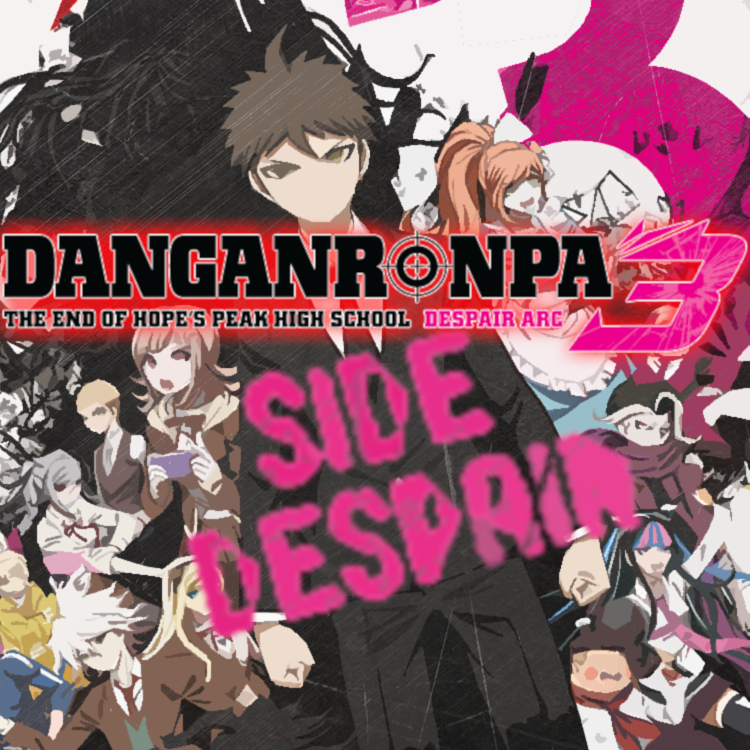 DANGANRONPA 3
THE END OF HOPE'S PEAK HIGH SCHOOL DESPAIR ARC
SIDE
DESPAIR